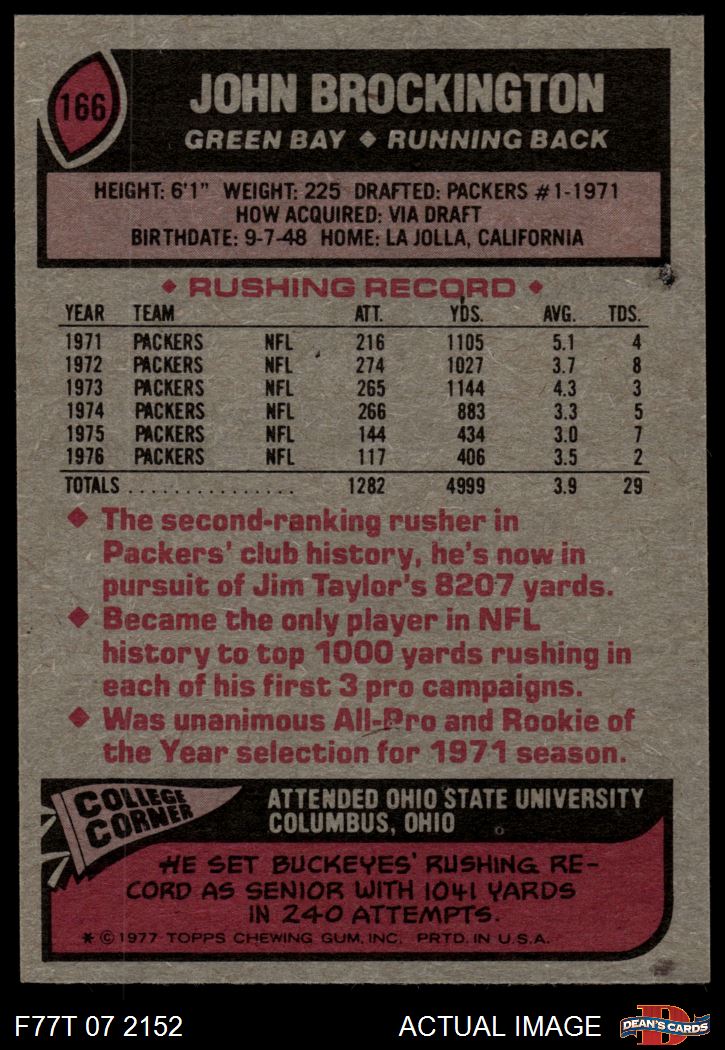 166
JOHN BROCKINGTON
GREEN BAY ◆ RUNNING BACK
HEIGHT: 6'1" WEIGHT: 225 DRAFTED: PACKERS #1-1971
HOW ACQUIRED: VIA DRAFT
BIRTHDATE: 9-7-48 HOME: LA JOLLA, CALIFORNIA
◆ RUSHING RECORD ◆
YEAR TEAM ATT. YDS. AVG. TDS.
1971 PACKERS NFL 216 1105 5.1 4
1972 PACKERS NFL 274 1027 3.7 8
1973 PACKERS NFL 265 1144 4.3 3
1974 PACKERS NFL 266 883 3.3 5
1975 PACKERS NFL 144 434 3.0 7
1976 PACKERS NFL 117 406 3.5 2
TOTALS ................ 1282 4999 3.9 29
◆ The second-ranking rusher in
Packers' club history, he's now in
pursuit of Jim Taylor's 8207 yards.
◆ Became the only player in NFL
history to top 1000 yards rushing in
each of his first 3 pro campaigns.
◆ Was unanimous All-Pro and Rookie of
the Year selection for 1971 season.
COLLEGE
CORNER
ATTENDED OHIO STATE UNIVERSITY
COLUMBUS, OHIO
HE SET BUCKEYES' RUSHING RE-
CORD AS SENIOR WITH 1041 YARDS
IN 240 ATTEMPTS.
* © 1977 TOPPS CHEWING GUM, INC. PRTD. IN U.S.A.
F77T 07 2152
ACTUAL IMAGE
D
DEAN'S CARDS